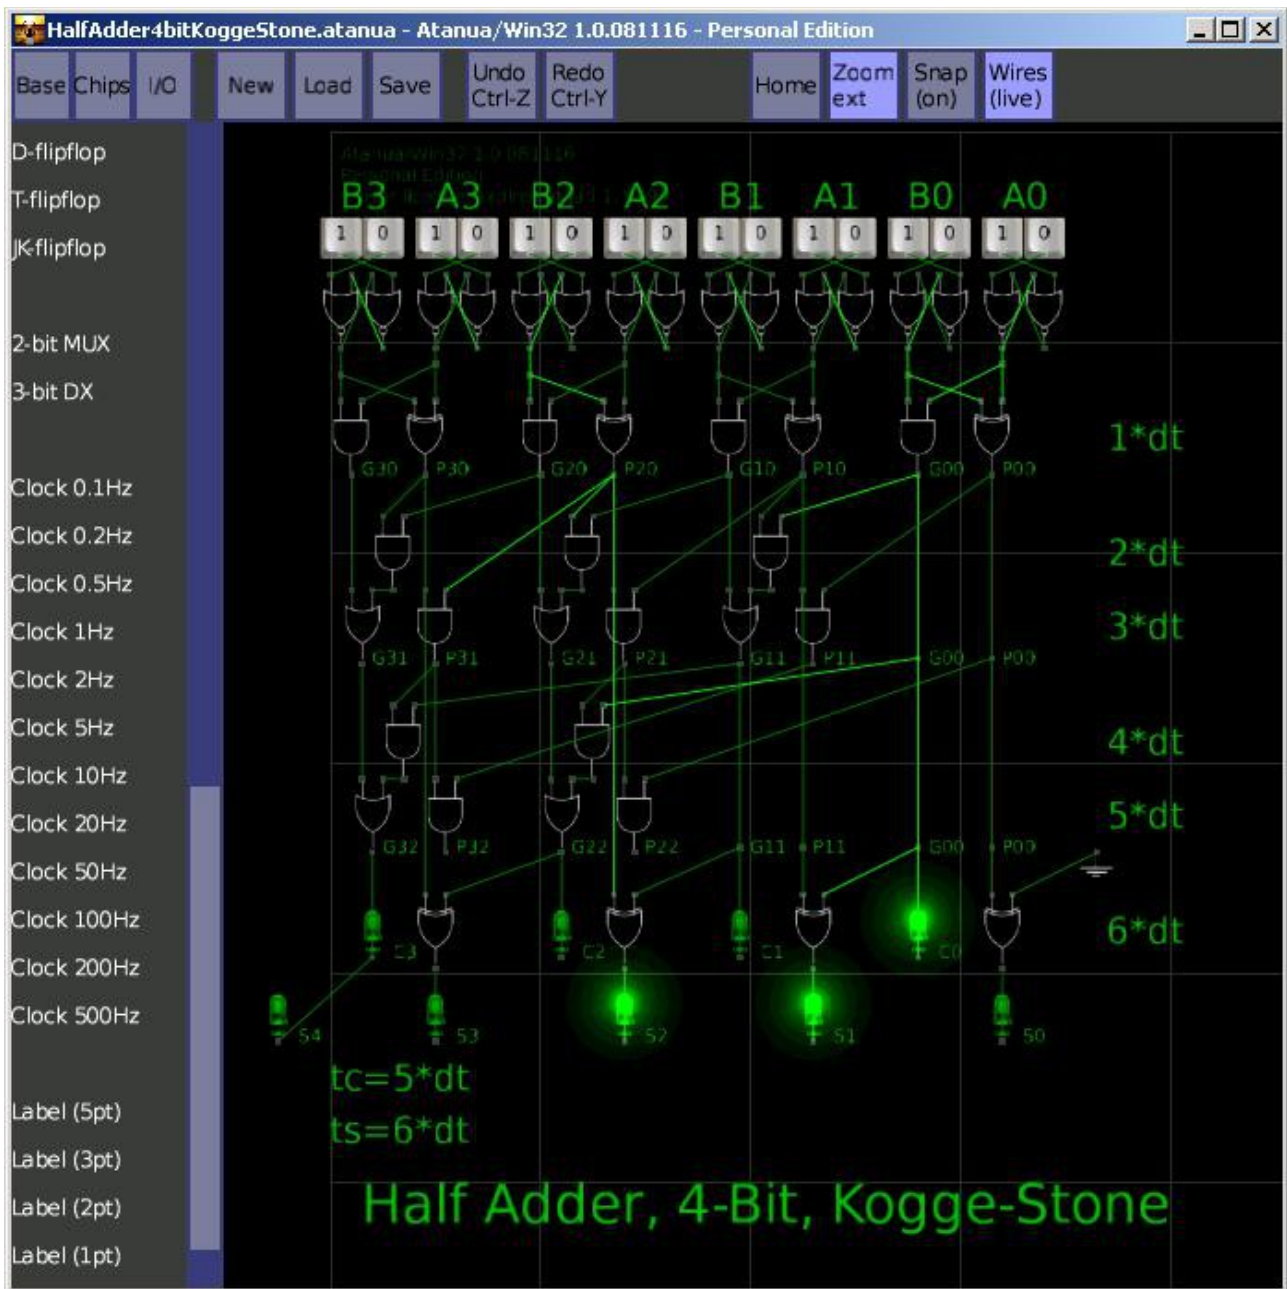 HalfAdder4bitKoggeStone.atanua - Atanua/Win32 1.0.081116 - Personal Edition
Base Chips I/O New Load Save Undo Ctrl-Z Redo Ctrl-Y Home Zoom ext Snap (on) Wires (live)
D-flipflop
T-flipflop
JK-flipflop
2-bit MUX
3-bit DX
Clock 0.1Hz
Clock 0.2Hz
Clock 0.5Hz
Clock 1Hz
Clock 2Hz
Clock 5Hz
Clock 10Hz
Clock 20Hz
Clock 50Hz
Clock 100Hz
Clock 200Hz
Clock 500Hz
Label (5pt)
Label (3pt)
Label (2pt)
Label (1pt)
Atanua/Win32 1.0.081116
Personal Edition
B3 A3 B2 A2 B1 A1 B0 A0
1 0 1 0 1 0 1 0 1 0 1 0 1 0 1 0
1*dt
G30 P30 G20 P20 G10 P10 G00 P00
2*dt
3*dt
G31 P31 G21 P21 G11 P11 G00 P00
4*dt
5*dt
G32 P32 G22 P22 G11 P11 G00 P00
6*dt
C3 C2 C1 C0
S4 S3 S2 S1 S0
tc=5*dt
ts=6*dt
Half Adder, 4-Bit, Kogge-Stone